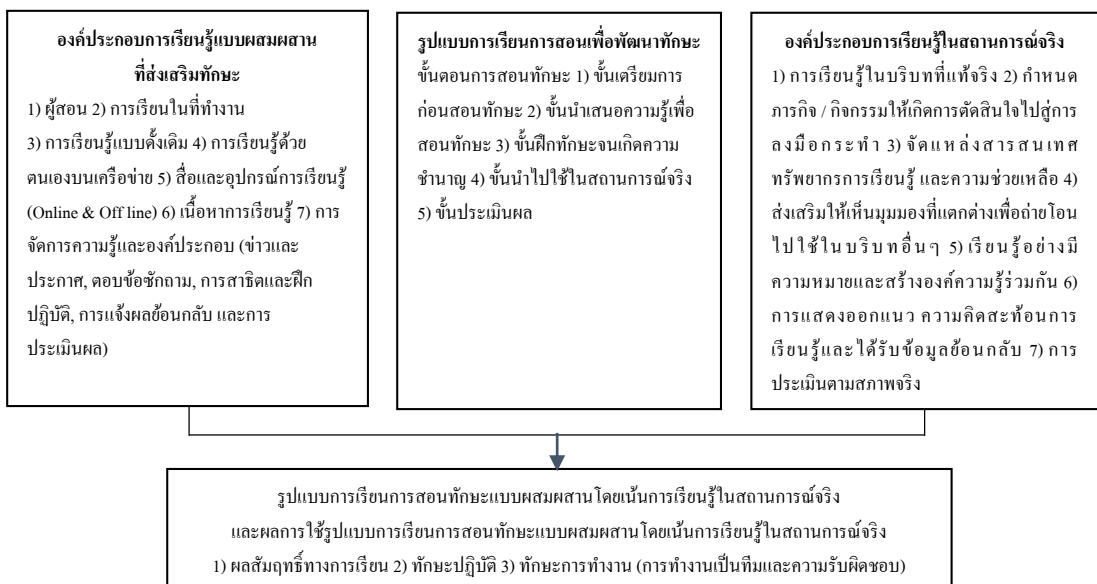 องค์ประกอบการเรียนรู้แบบผสมผสาน
ที่ส่งเสริมทักษะ
1) ผู้สอน 2) การเรียนในที่ทำงาน
3) การเรียนรู้แบบดั้งเดิม 4) การเรียนรู้ด้วย
ตนเองบนเครือข่าย 5) สื่อและอุปกรณ์การเรียนรู้
(Online & Off line) 6) เนื้อหาการเรียนรู้ 7) การ
จัดการความรู้และองค์ประกอบ (ข่าวและ
ประกาศ, ตอบข้อซักถาม, การสาธิตและฝึก
ปฏิบัติ, การแจ้งผลย้อนกลับ และการ
ประเมินผล)
รูปแบบการเรียนการสอนเพื่อพัฒนาทักษะ
ขั้นตอนการสอนทักษะ 1) ขั้นเตรียมการ
ก่อนสอนทักษะ 2) ขั้นนำเสนอความรู้เพื่อ
สอนทักษะ 3) ขั้นฝึกทักษะจนเกิดความ
ชำนาญ 4) ขั้นนำไปใช้ในสถานการณ์จริง
5) ขั้นประเมินผล
องค์ประกอบการเรียนรู้ในสถานการณ์จริง
1) การเรียนรู้ในบริบทที่แท้จริง 2) กำหนด
ภารกิจ / กิจกรรมให้เกิดการตัดสินใจไปสู่การ
ลงมือกระทำ 3) จัดแหล่งสารสนเทศ
ทรัพยากรการเรียนรู้ และความช่วยเหลือ 4)
ส่งเสริมให้เห็นมุมมองที่แตกต่างเพื่อถ่ายโอน
ไปใช้ในบริบทอื่นๆ 5) เรียนรู้อย่างมี
ความหมายและสร้างองค์ความรู้ร่วมกัน 6)
การแสดงออกแนว ความคิดสะท้อนการ
เรียนรู้และได้รับข้อมูลย้อนกลับ 7) การ
ประเมินตามสภาพจริง
รูปแบบการเรียนการสอนทักษะแบบผสมผสานโดยเน้นการเรียนรู้ในสถานการณ์จริง
และผลการใช้รูปแบบการเรียนการสอนทักษะแบบผสมผสานโดยเน้นการเรียนรู้ในสถานการณ์จริง
1) ผลสัมฤทธิ์ทางการเรียน 2) ทักษะปฏิบัติ 3) ทักษะการทำงาน (การทำงานเป็นทีมและความรับผิดชอบ)